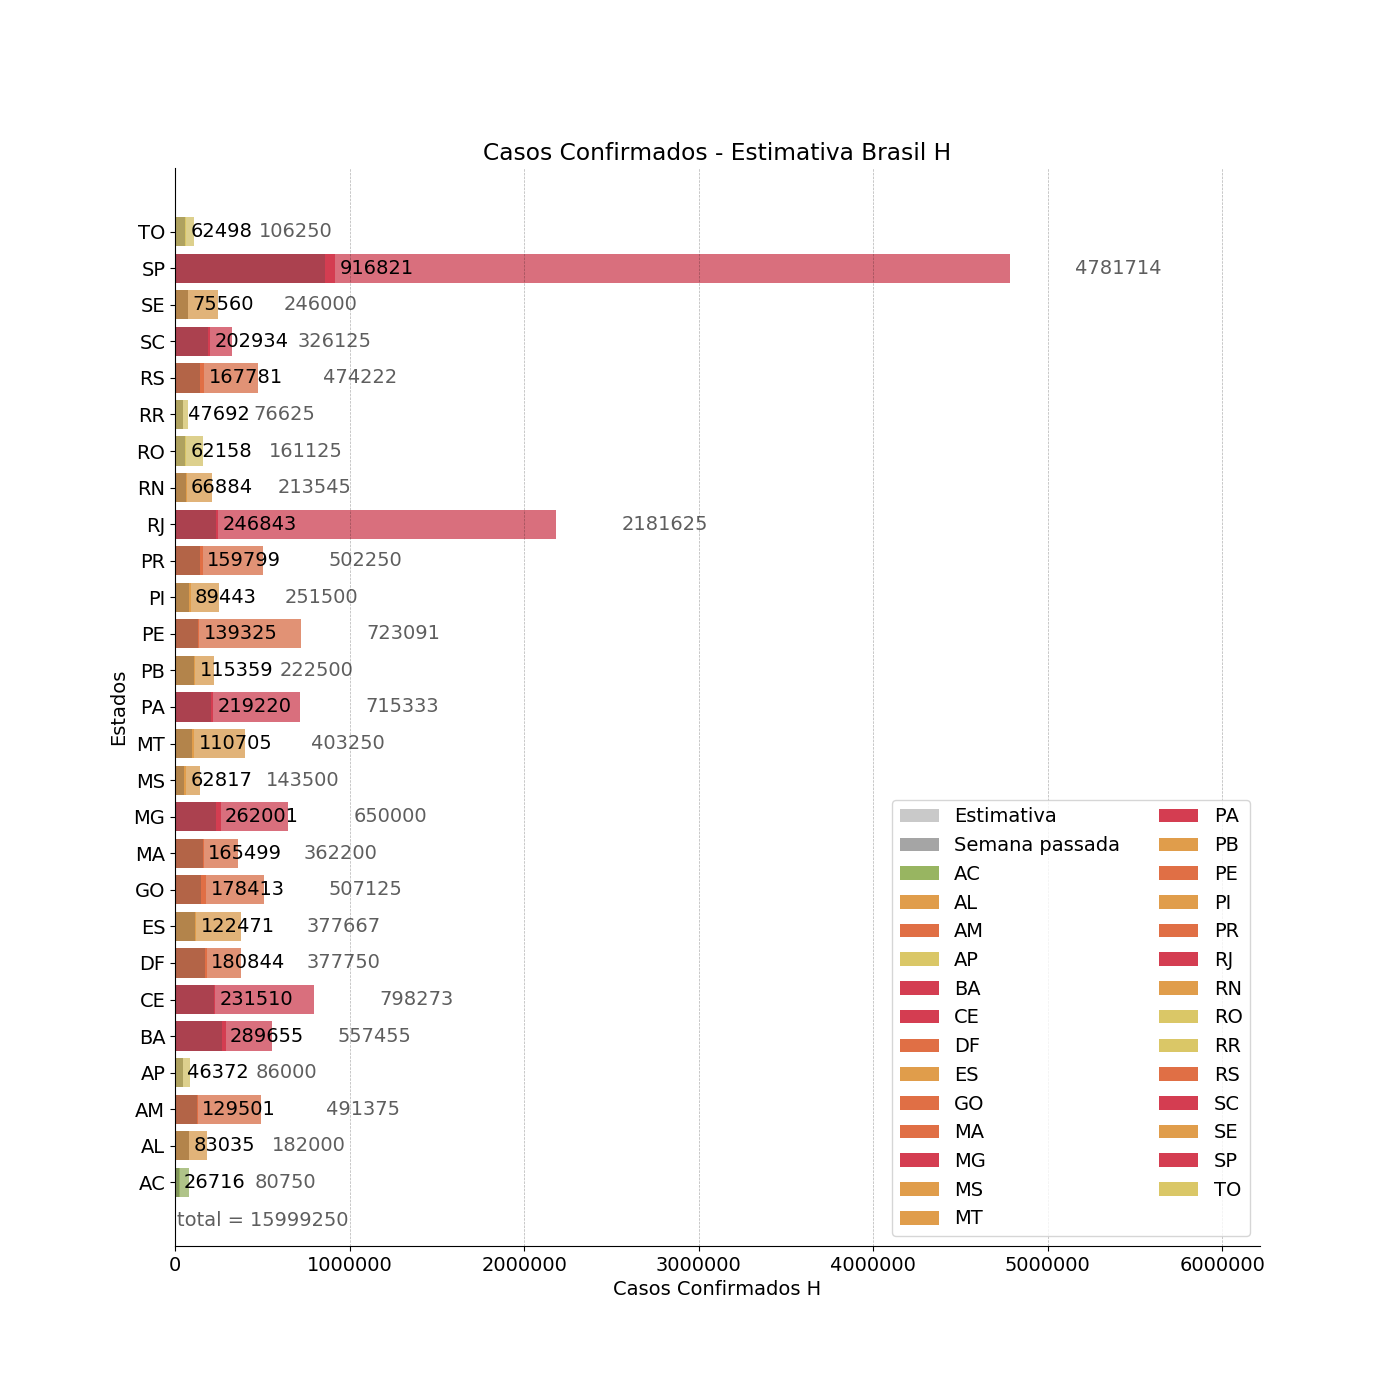 Casos Confirmados - Estimativa Brasil H
TO 62498 106250
SP 916821 4781714
SE 75560 246000
SC 202934 326125
RS 167781 474222
RR 47692 76625
RO 62158 161125
RN 66884 213545
RJ 246843 2181625
PR 159799 502250
PI 89443 251500
PE 139325 723091
PB 115359 222500
PA 219220 715333
MT 110705 403250
MS 62817 143500
MG 262001 650000
MA 165499 362200
GO 178413 507125
ES 122471 377667
DF 180844 377750
CE 231510 798273
BA 289655 557455
AP 46372 86000
AM 129501 491375
AL 83035 182000
AC 26716 80750
total = 15999250
Estados
0 1000000 2000000 3000000 4000000 5000000 6000000
Casos Confirmados H
Estimativa
Semana passada
AC
AL
AM
AP
BA
CE
DF
ES
GO
MA
MG
MS
MT
PA
PB
PE
PI
PR
RJ
RN
RO
RR
RS
SC
SE
SP
TO